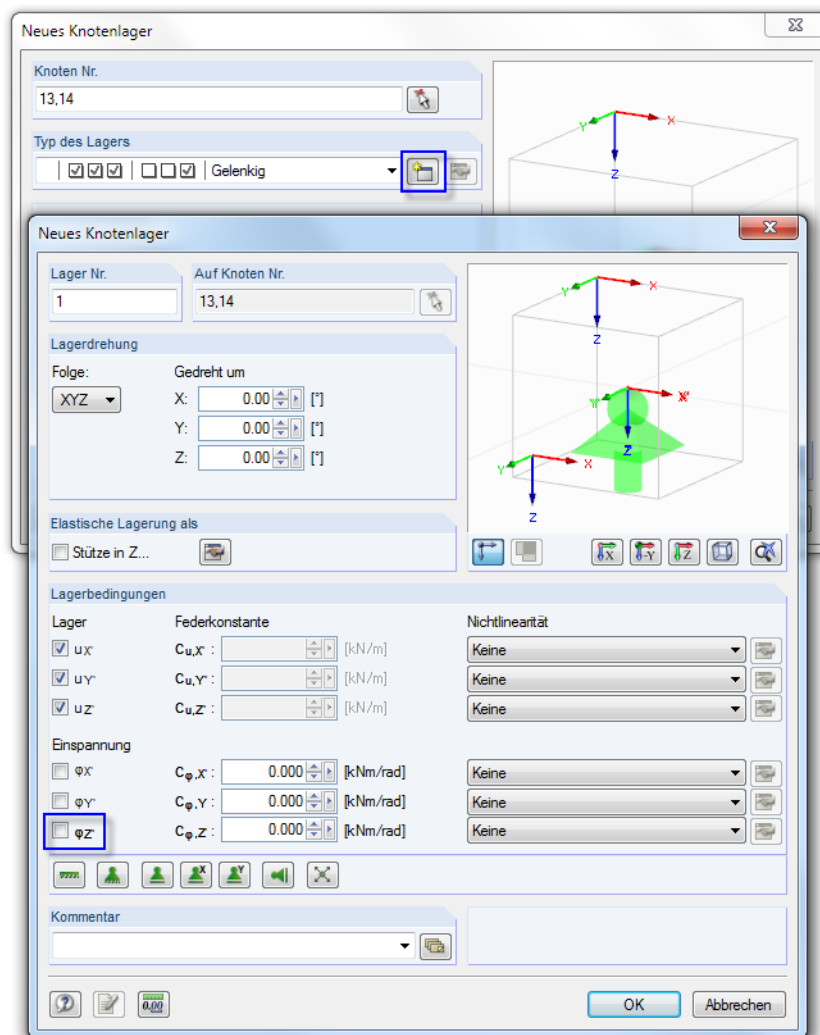 Neues Knotenlager
Knoten Nr.
13,14
Typ des Lagers
Gelenkig
Y X
Z
Neues Knotenlager
Lager Nr. Auf Knoten Nr.
1 13,14
Lagerdrehung
Folge: Gedreht um
XYZ X: 0.00 [°]
Y: 0.00 [°]
Z: 0.00 [°]
Y X
Z
Y' X'
Z'
Y X
Z
Elastische Lagerung als
Stütze in Z...
X -Y Z
Lagerbedingungen
Lager Federkonstante Nichtlinearität
uX' Cu,X' : [kN/m] Keine
uY' Cu,Y' : [kN/m] Keine
uZ' Cu,Z' : [kN/m] Keine
Einspannung
φX' Cφ,X' : 0.000 [kNm/rad] Keine
φY' Cφ,Y' : 0.000 [kNm/rad] Keine
φZ' Cφ,Z' : 0.000 [kNm/rad] Keine
X Y
Kommentar
0.00 OK Abbrechen